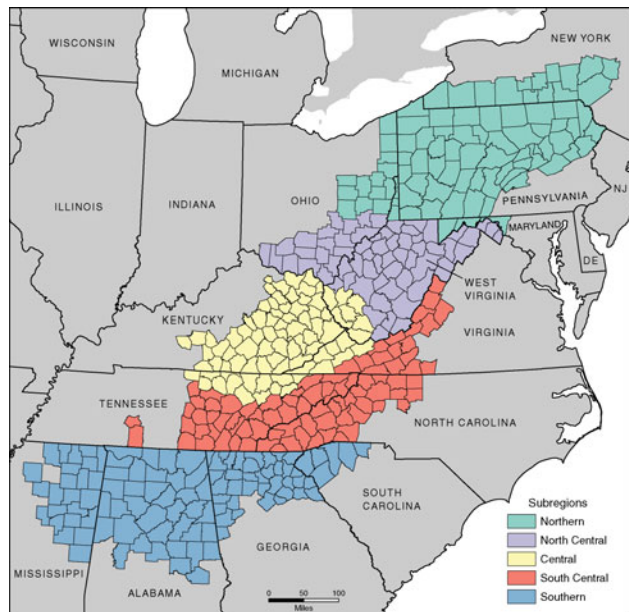 WISCONSIN
MICHIGAN
NEW YORK
ILLINOIS
INDIANA
OHIO
PENNSYLVANIA
NJ
MARYLAND
DE
WEST
VIRGINIA
VIRGINIA
KENTUCKY
TENNESSEE
NORTH CAROLINA
SOUTH
CAROLINA
GEORGIA
MISSISSIPPI
ALABAMA
0 50 100
Miles
Subregions
Northern
North Central
Central
South Central
Southern